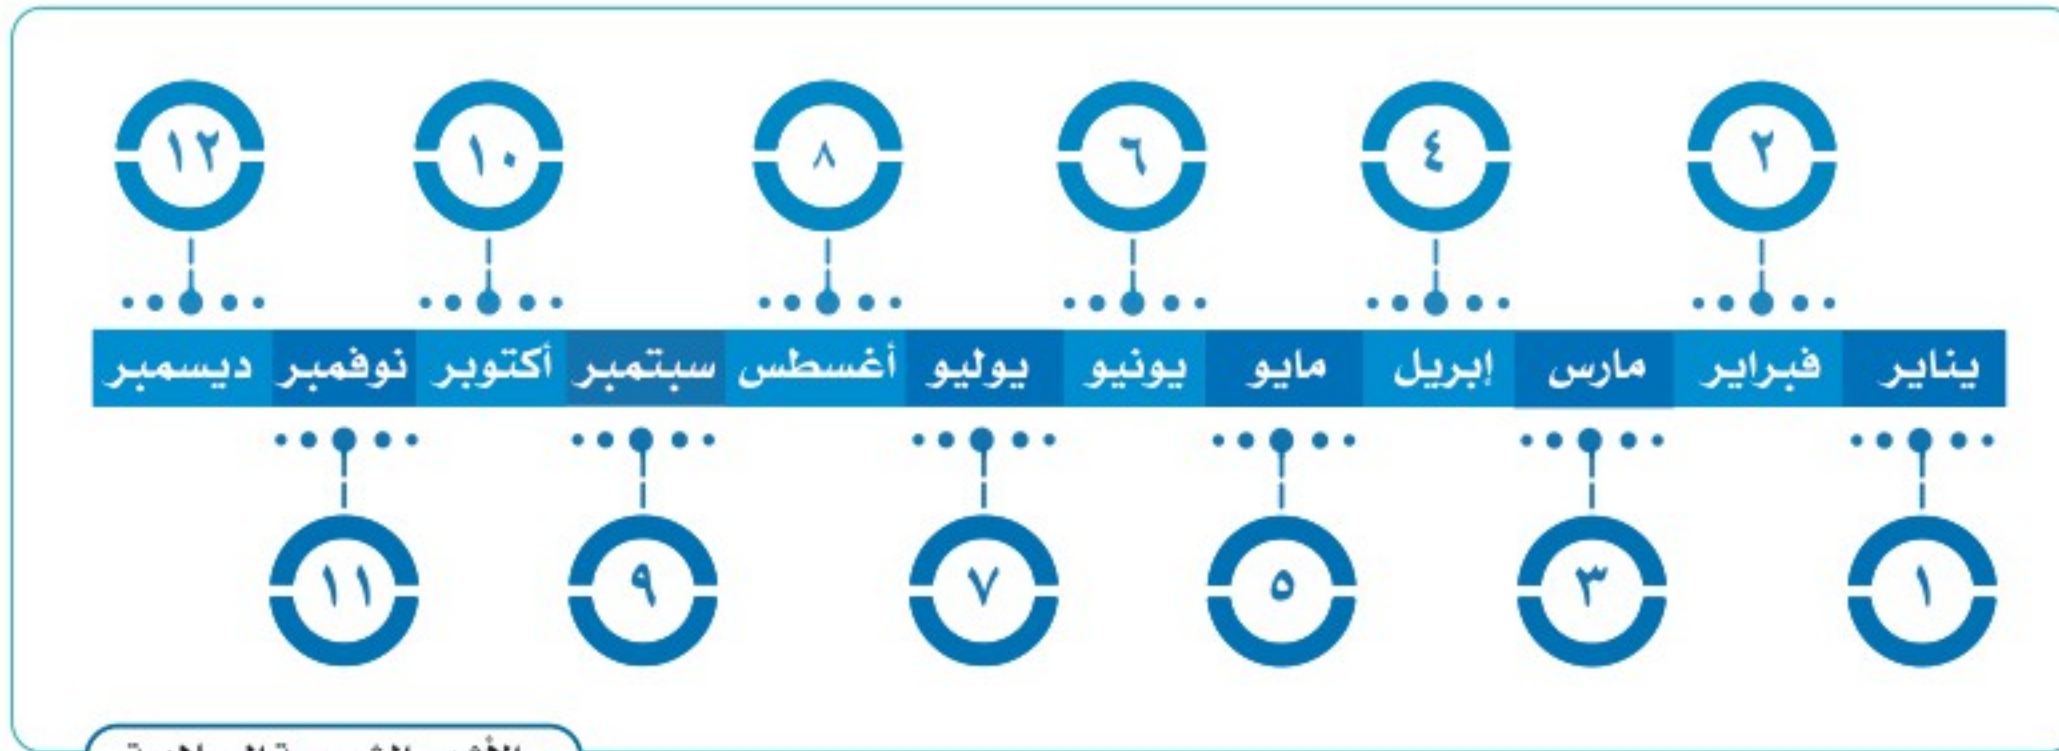 ٢ ٤ ٦ ٨ ١٠ ١٢
يناير فبراير مارس إبريل مايو يونيو يوليو أغسطس سبتمبر أكتوبر نوفمبر ديسمبر
١ ٣ ٥ ٧ ٩ ١١